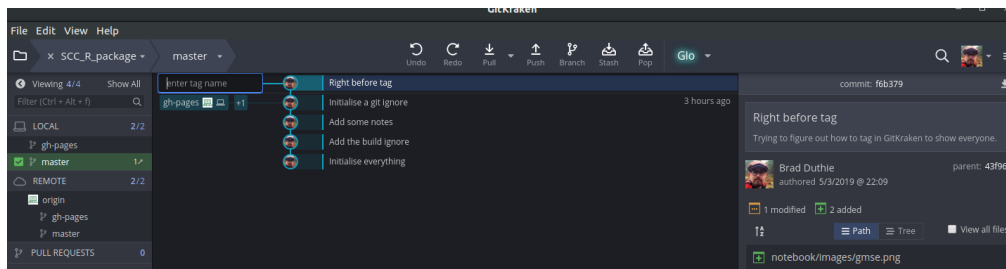 GitKraken
File Edit View Help
× SCC_R_package
master
Undo
Redo
Pull
Push
Branch
Stash
Pop
Glo
Viewing 4/4 Show All
Filter (Ctrl + Alt + f)
LOCAL 2/2
gh-pages
master 1
REMOTE 2/2
origin
gh-pages
master
PULL REQUESTS 0
enter tag name
gh-pages +1
Right before tag
Initialise a git ignore 3 hours ago
Add some notes
Add the build ignore
Initialise everything
commit: f6b379
Right before tag
Trying to figure out how to tag in GitKraken to show everyone.
Brad Duthie
authored 5/3/2019 @ 22:09
parent: 43f96
1 modified 2 added
Path Tree View all files
notebook/images/gmse.png